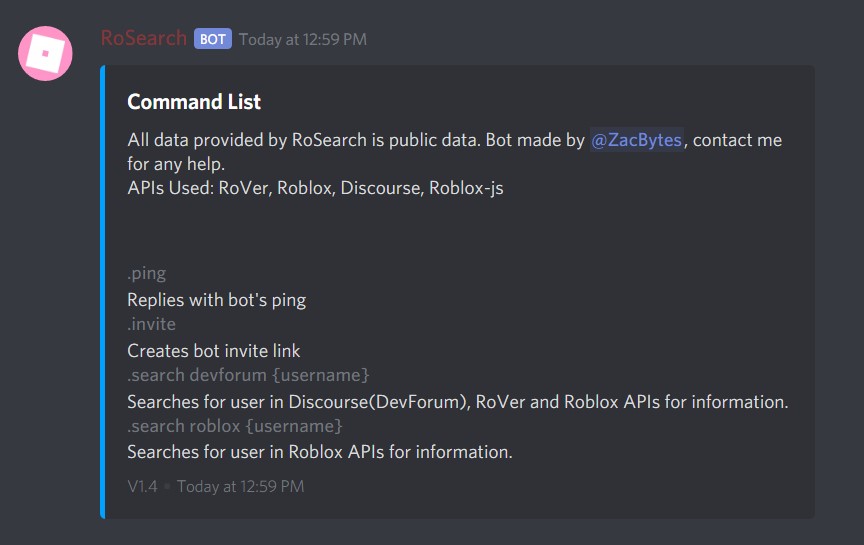 RoSearch BOT Today at 12:59 PM
Command List
All data provided by RoSearch is public data. Bot made by @ZacBytes, contact me
for any help.
APIs Used: RoVer, Roblox, Discourse, Roblox-js
.ping
Replies with bot's ping
.invite
Creates bot invite link
.search devforum {username}
Searches for user in Discourse(DevForum), RoVer and Roblox APIs for information.
.search roblox {username}
Searches for user in Roblox APIs for information.
V1.4 • Today at 12:59 PM